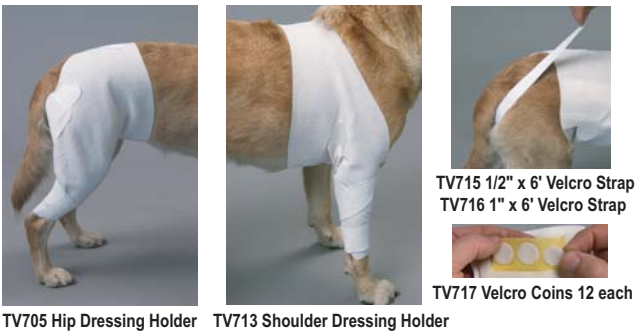 TV715 1/2" x 6' Velcro Strap
TV716 1" x 6' Velcro Strap
TV717 Velcro Coins 12 each
TV705 Hip Dressing Holder
TV713 Shoulder Dressing Holder